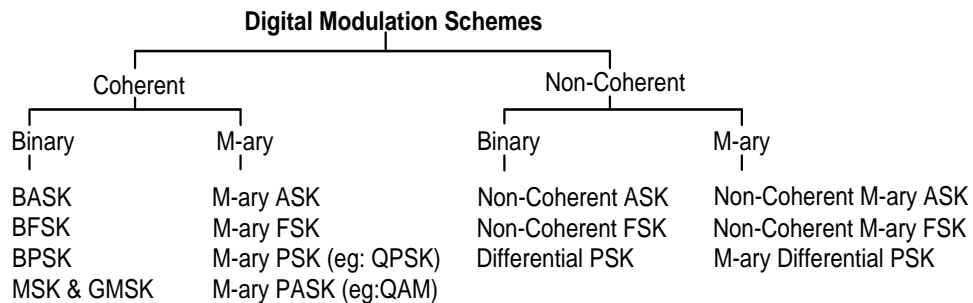 Digital Modulation Schemes
Coherent Non-Coherent
Binary M-ary Binary M-ary
BASK M-ary ASK Non-Coherent ASK Non-Coherent M-ary ASK
BFSK M-ary FSK Non-Coherent FSK Non-Coherent M-ary FSK
BPSK M-ary PSK (eg: QPSK) Differential PSK M-ary Differential PSK
MSK & GMSK M-ary PASK (eg:QAM)